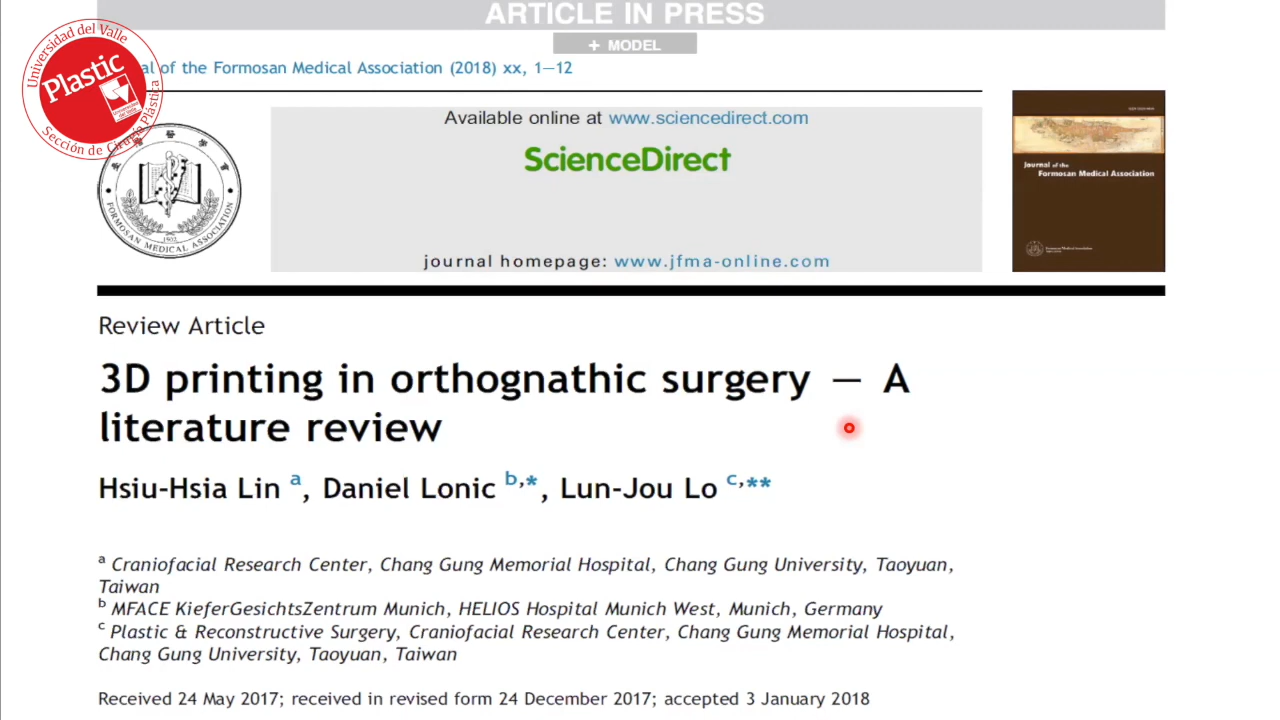 ARTICLE IN PRESS
+ MODEL
al of the Formosan Medical Association (2018) xx, 1–12
Universidad del Valle
Plastic
Sección de Cirugía Plástica
Available online at www.sciencedirect.com
ScienceDirect
journal homepage: www.jfma-online.com
FORMOSAN MEDICAL ASSOCIATION
1902
Journal of the
Formosan Medical Association
Review Article
3D printing in orthognathic surgery – A
literature review
Hsiu-Hsia Lin a, Daniel Lonic b,*, Lun-Jou Lo c,**
a Craniofacial Research Center, Chang Gung Memorial Hospital, Chang Gung University, Taoyuan,
Taiwan
b MFACE KieferGesichtsZentrum Munich, HELIOS Hospital Munich West, Munich, Germany
c Plastic & Reconstructive Surgery, Craniofacial Research Center, Chang Gung Memorial Hospital,
Chang Gung University, Taoyuan, Taiwan
Received 24 May 2017; received in revised form 24 December 2017; accepted 3 January 2018